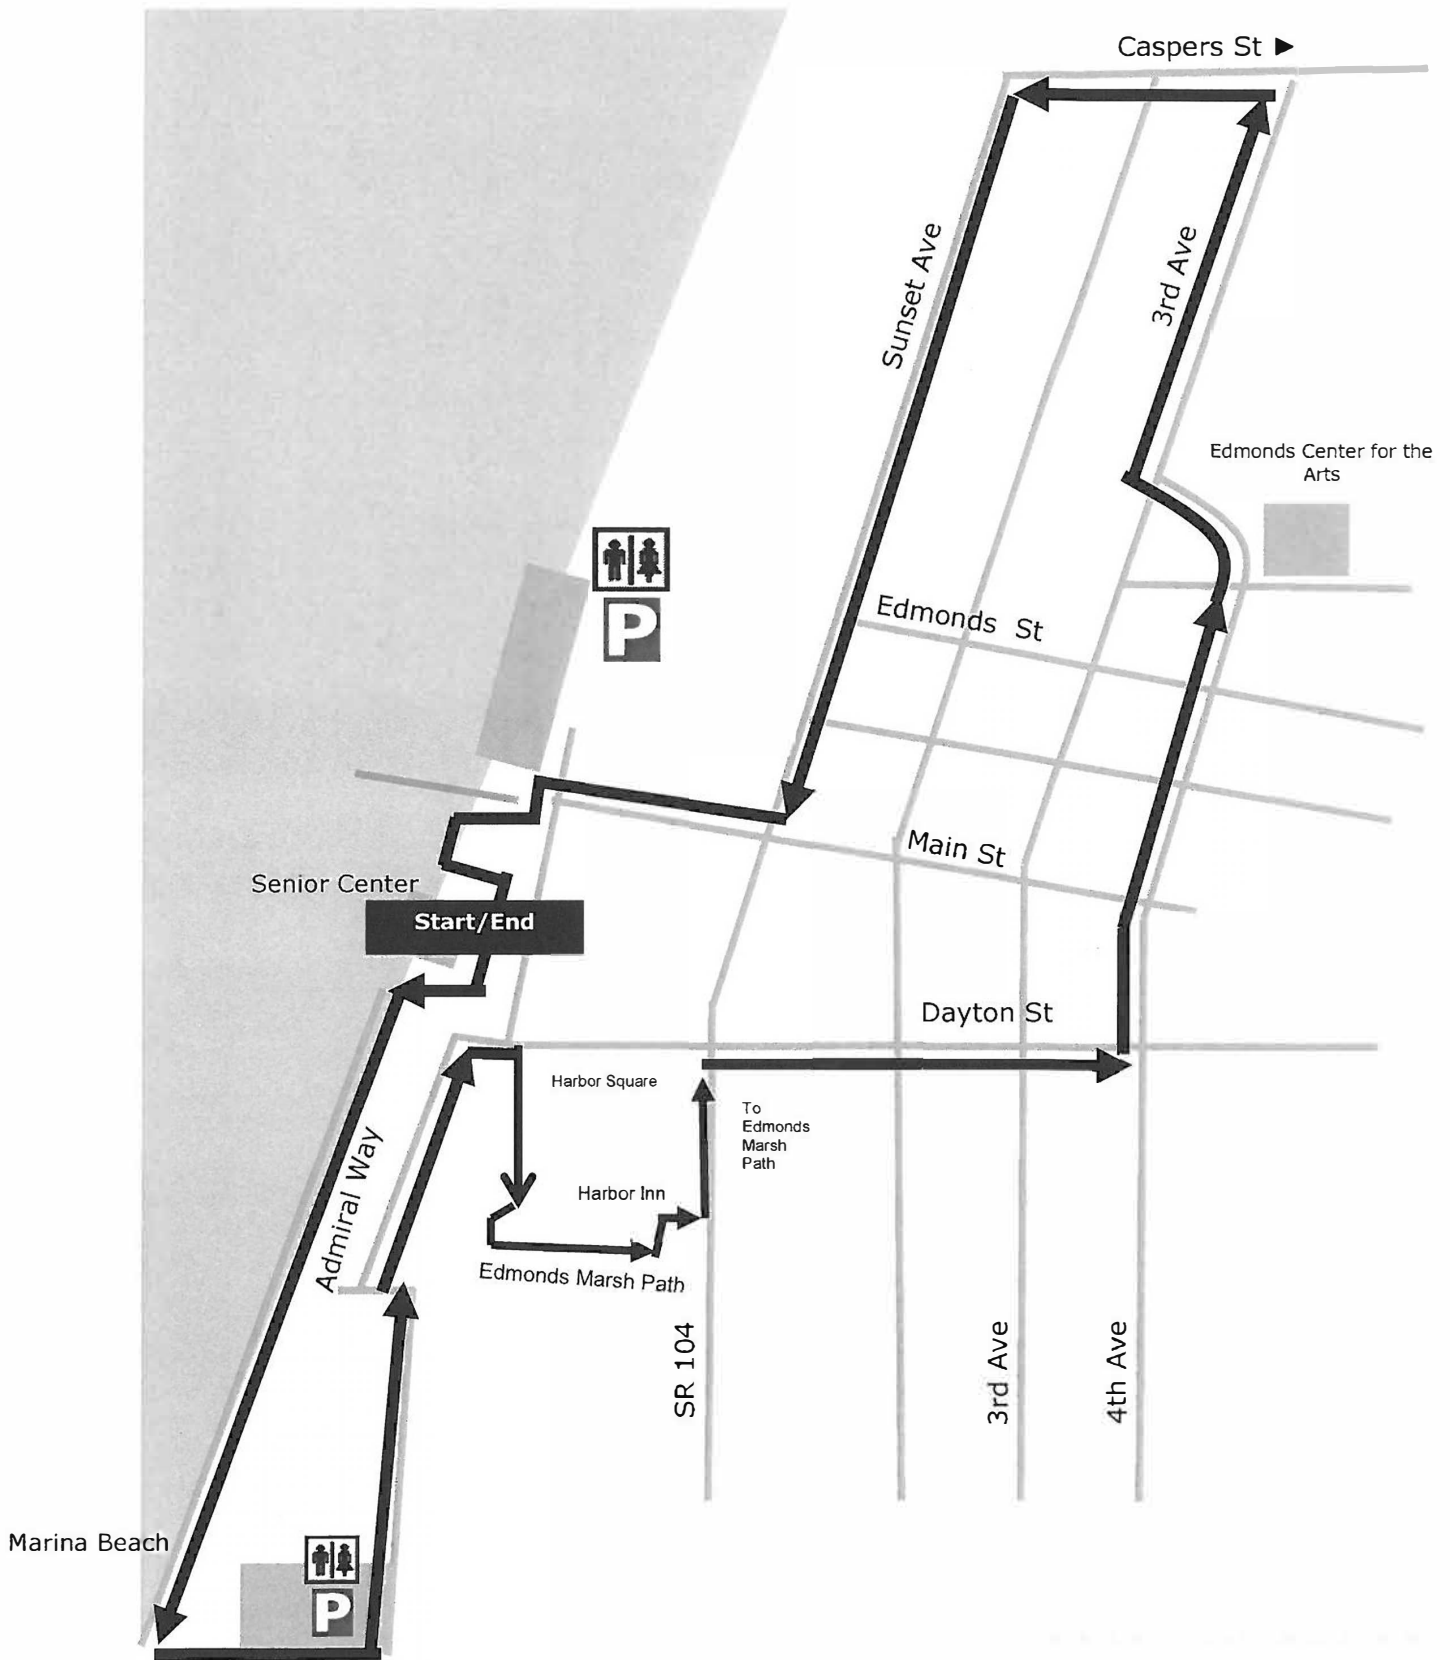 Caspers St ►
Sunset Ave
3rd Ave
Edmonds Center for the
Arts
P
Edmonds St
Main St
Senior Center
Start/End
Dayton St
Harbor Square
To
Edmonds
Marsh
Path
Admiral Way
Harbor Inn
Edmonds Marsh Path
SR 104
3rd Ave
4th Ave
Marina Beach
P